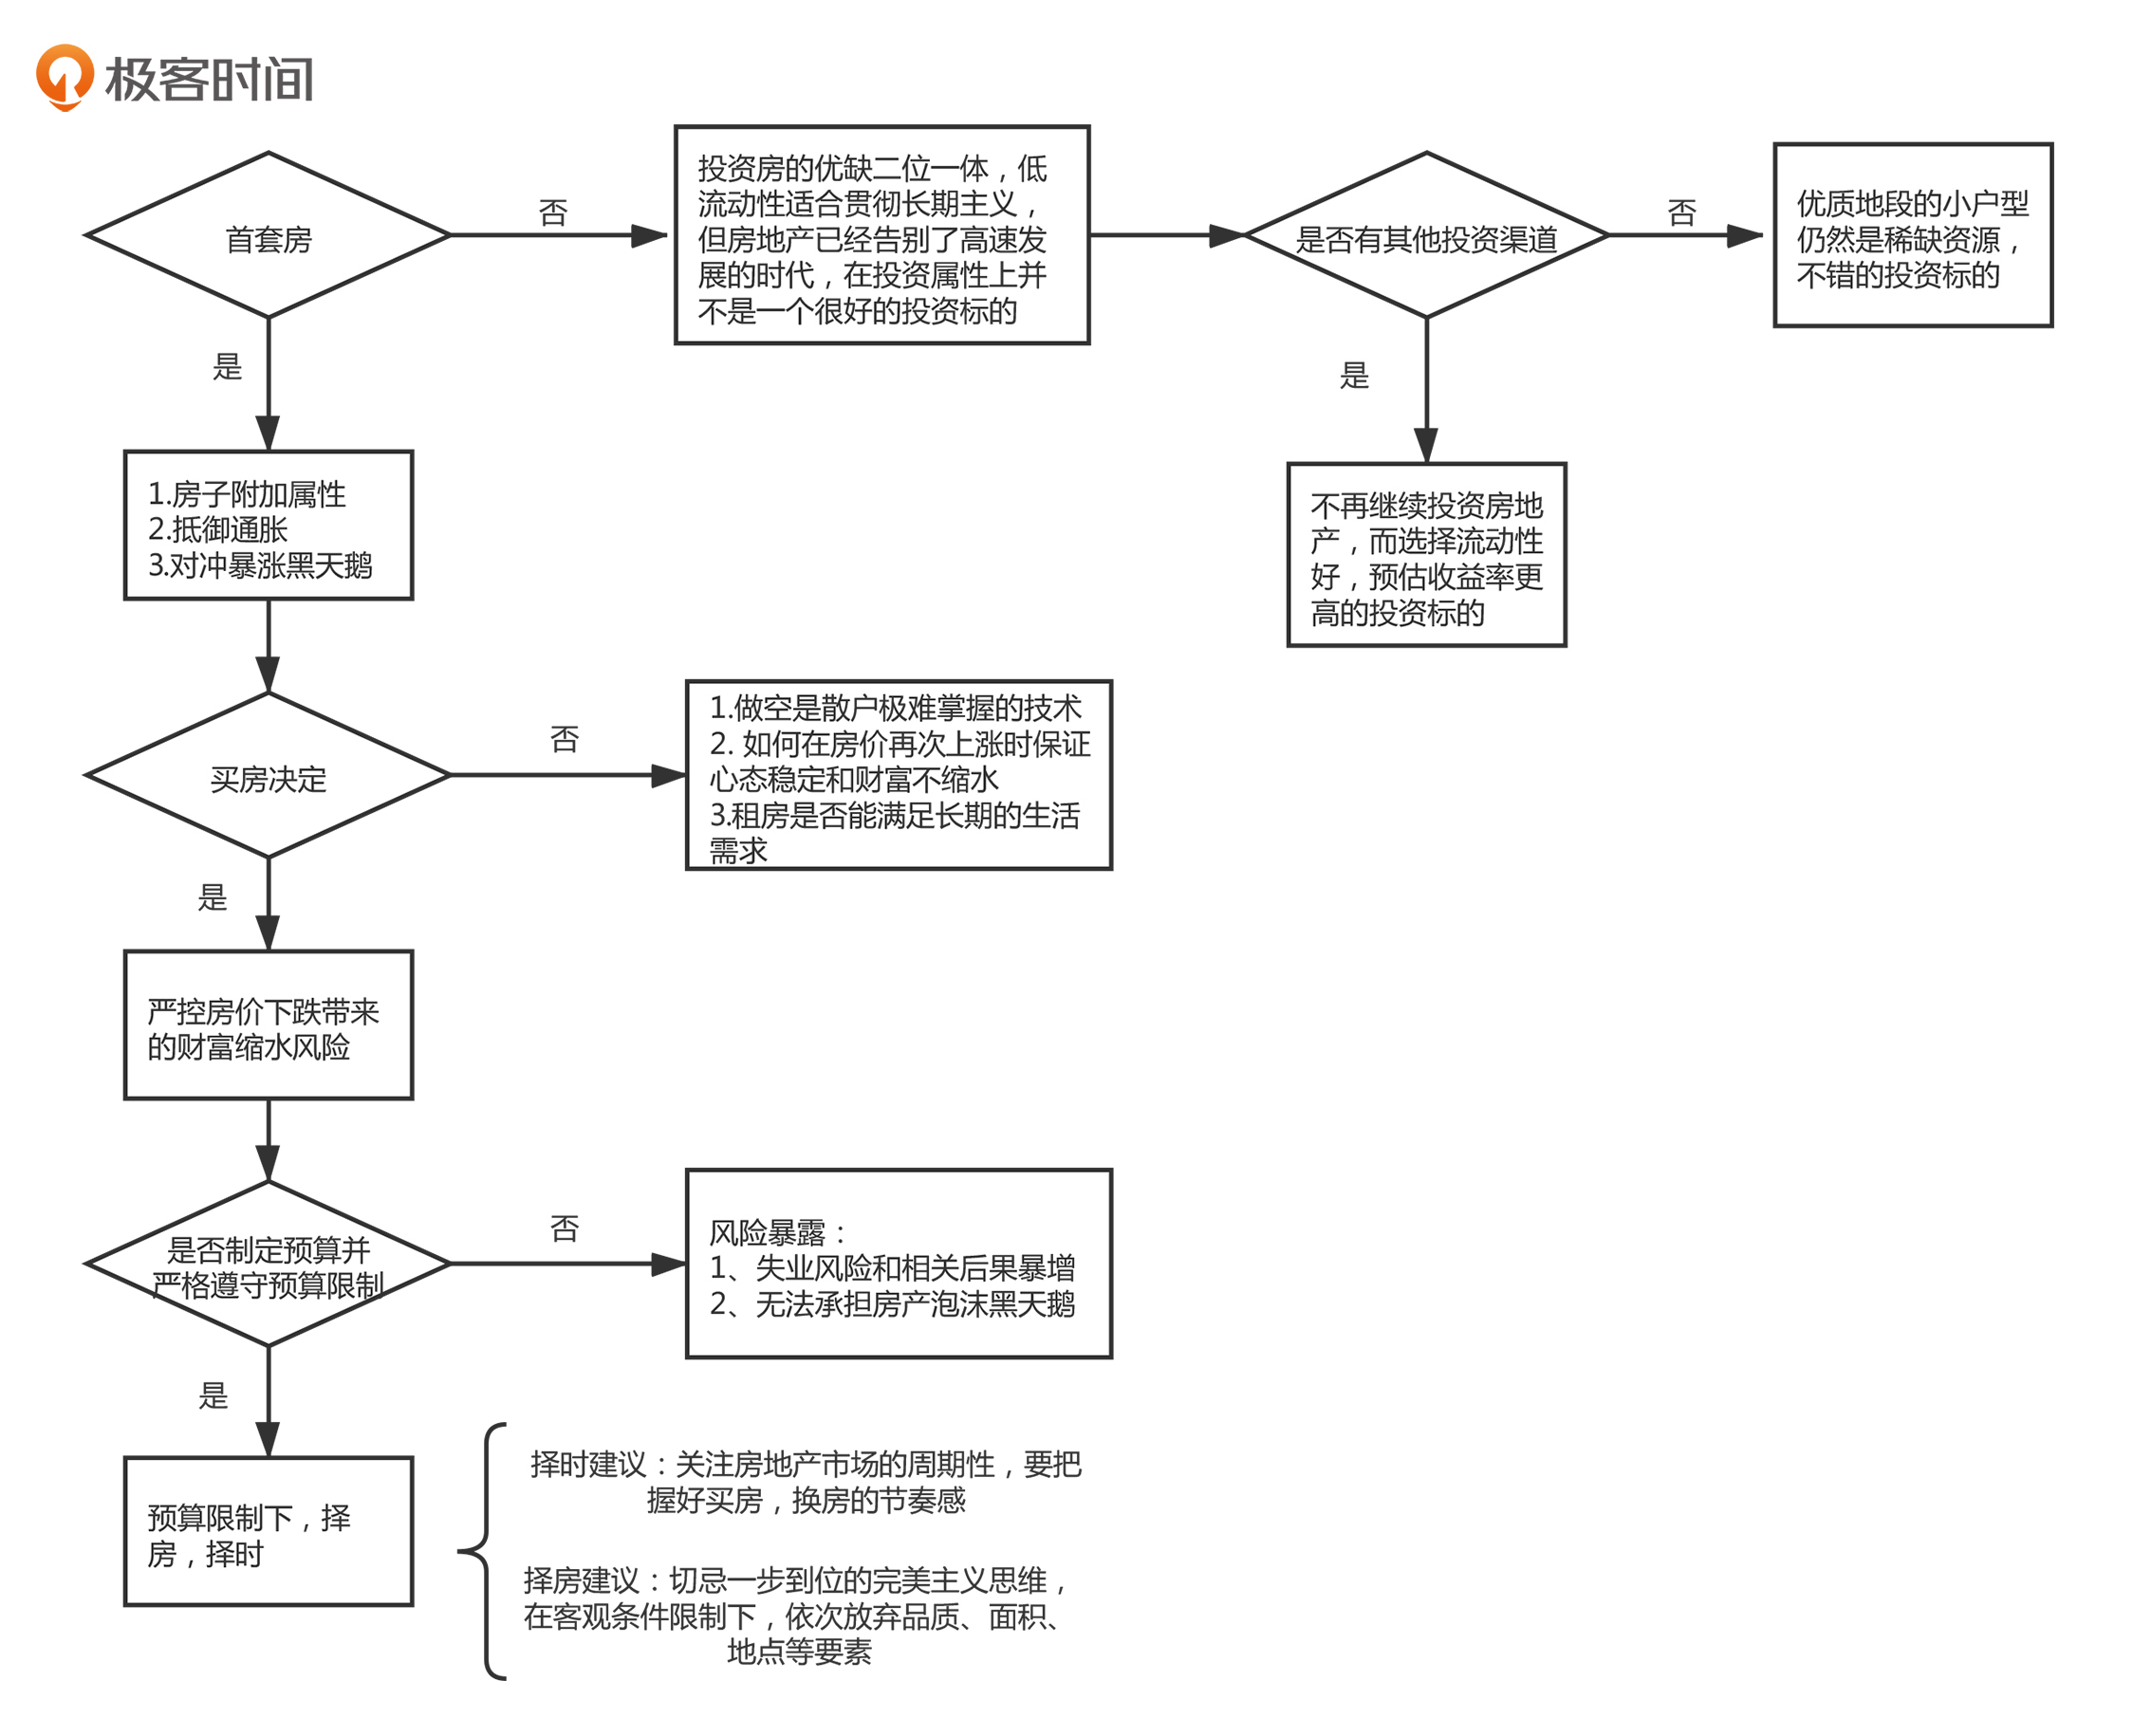 极客时间
首套房
否
投资房的优缺二位一体，低
流动性适合贯彻长期主义，
但房地产已经告别了高速发
展的时代，在投资属性上并
不是一个很好的投资标的
是否有其他投资渠道
否
优质地段的小户型
仍然是稀缺资源，
不错的投资标的
是
是
不再继续投资房地
产，而选择流动性
好，预估收益率更
高的投资标的
1.房子附加属性
2.抵御通胀
3.对冲暴涨黑天鹅
买房决定
否
1.做空是散户极难掌握的技术
2. 如何在房价再次上涨时保证
心态稳定和财富不缩水
3.租房是否能满足长期的生活
需求
是
严控房价下跌带来
的财富缩水风险
是否制定预算并
严格遵守预算限制
否
风险暴露：
1、失业风险和相关后果暴增
2、无法承担房产泡沫黑天鹅
是
预算限制下，择
房，择时
择时建议：关注房地产市场的周期性，要把
握好买房，换房的节奏感
择房建议：切忌一步到位的完美主义思维，
在客观条件限制下，依次放弃品质、面积、
地点等要素